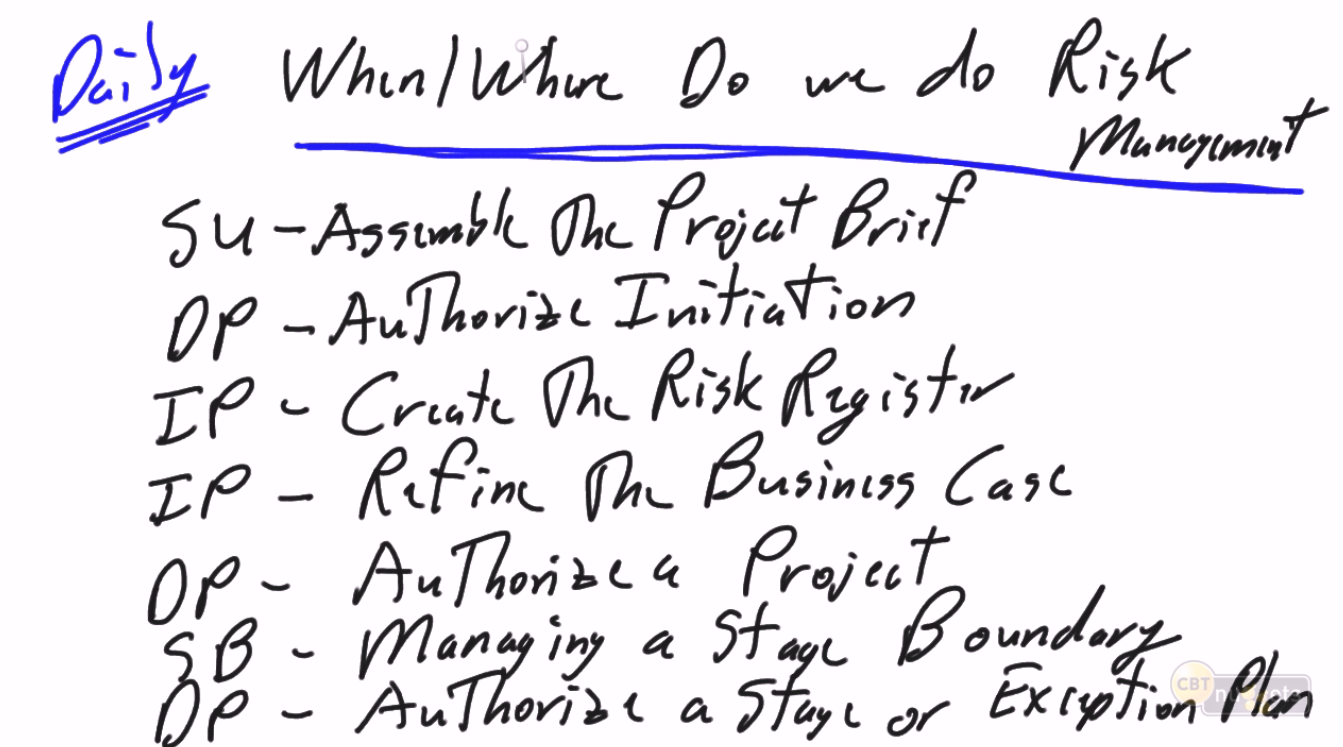 Daily When/Where Do we do Risk
Management
SU - Assemble The Project Brief
DP - Authorize Initiation
IP - Create The Risk Register
IP - Refine The Business Case
DP - Authorize a Project
SB - Managing a Stage Boundary
DP - Authorize a Stage or Exception Plan
CBT nuggets